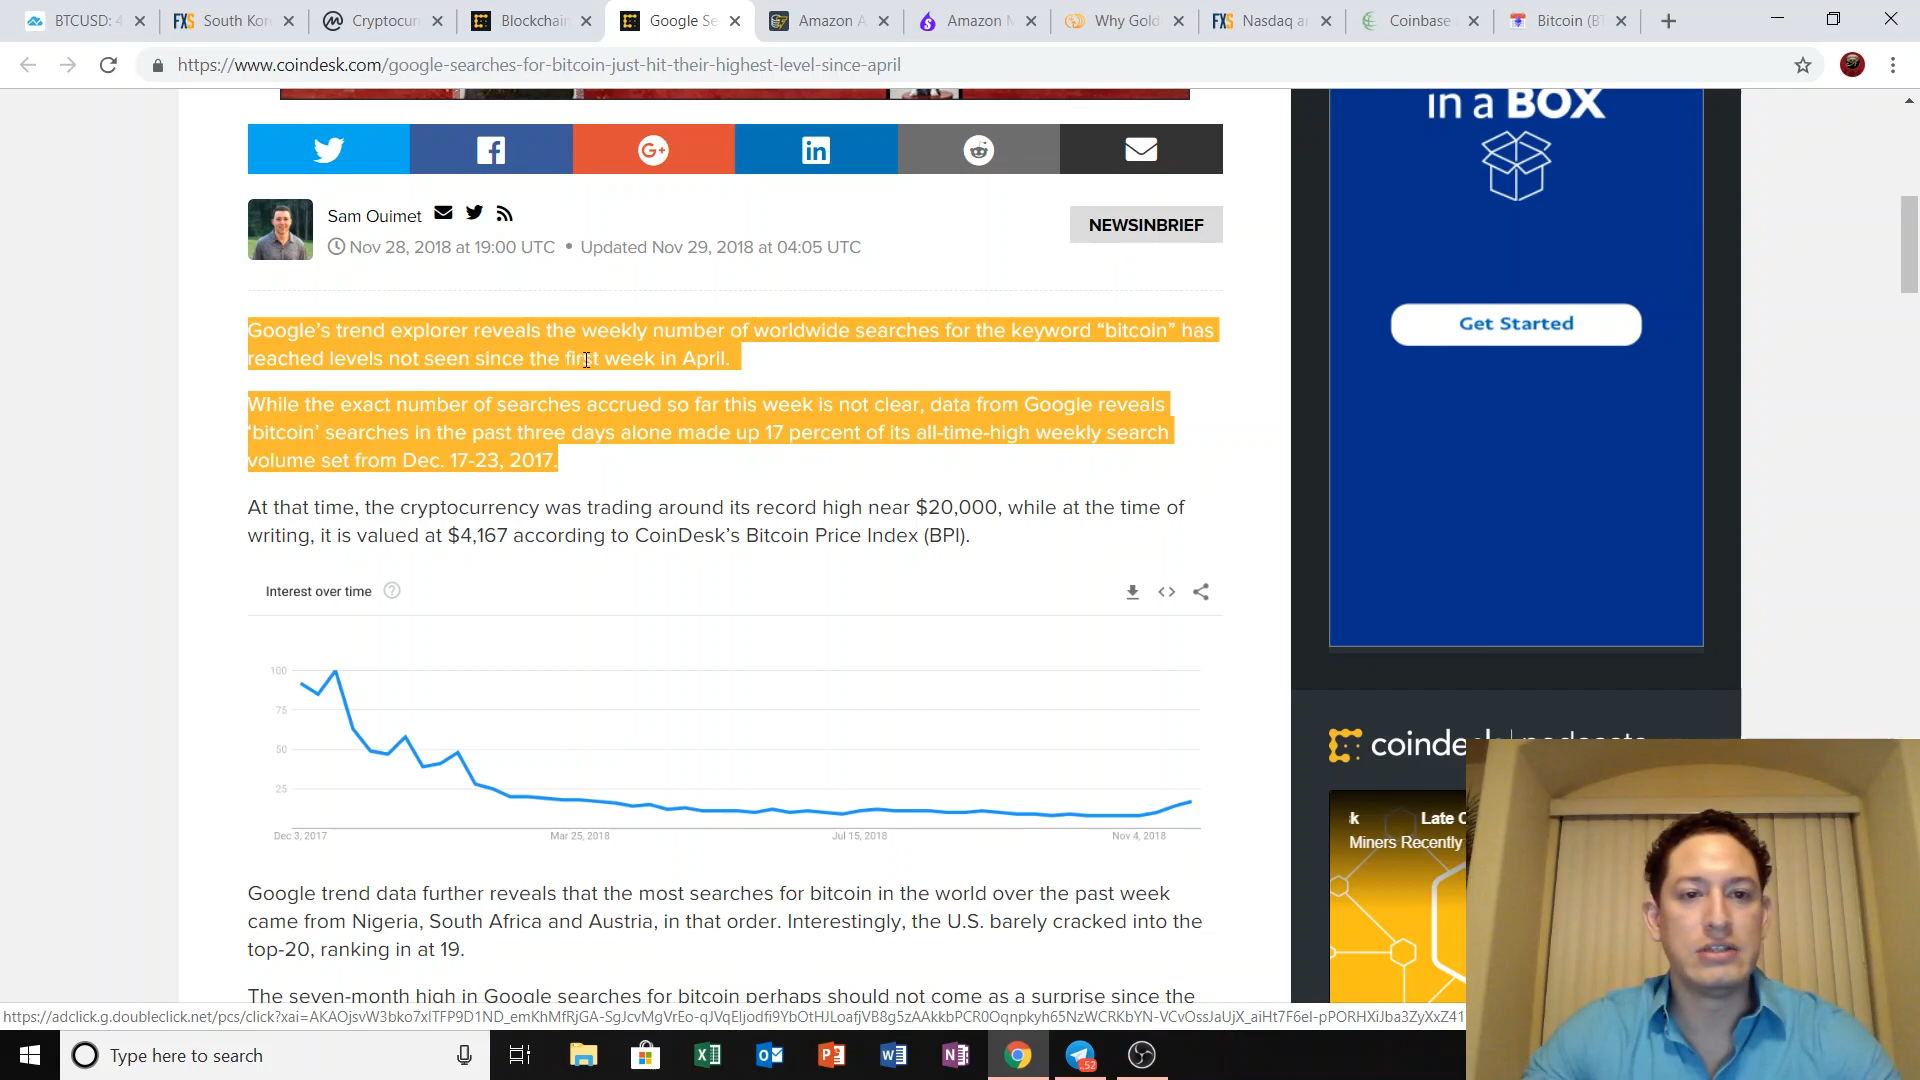 BTCUSD: 4
South Kor
Cryptocur
Blockchain
Google Se
Amazon A
Amazon M
Why Gold
Nasdaq a
Coinbase
Bitcoin (B
https://www.coindesk.com/google-searches-for-bitcoin-just-hit-their-highest-level-since-april
in a BOX
Get Started
Sam Ouimet
Nov 28, 2018 at 19:00 UTC • Updated Nov 29, 2018 at 04:05 UTC
NEWSINBRIEF
Google’s trend explorer reveals the weekly number of worldwide searches for the keyword “bitcoin” has
reached levels not seen since the first week in April.
While the exact number of searches accrued so far this week is not clear, data from Google reveals
‘bitcoin’ searches in the past three days alone made up 17 percent of its all-time-high weekly search
volume set from Dec. 17-23, 2017.
At that time, the cryptocurrency was trading around its record high near $20,000, while at the time of
writing, it is valued at $4,167 according to CoinDesk’s Bitcoin Price Index (BPI).
Interest over time
100
75
50
25
Dec 3, 2017
Mar 25, 2018
Jul 15, 2018
Nov 4, 2018
coinde
k Late C
Miners Recently
Google trend data further reveals that the most searches for bitcoin in the world over the past week
came from Nigeria, South Africa and Austria, in that order. Interestingly, the U.S. barely cracked into the
top-20, ranking in at 19.
The seven-month high in Google searches for bitcoin perhaps should not come as a surprise since the
Type here to search
52